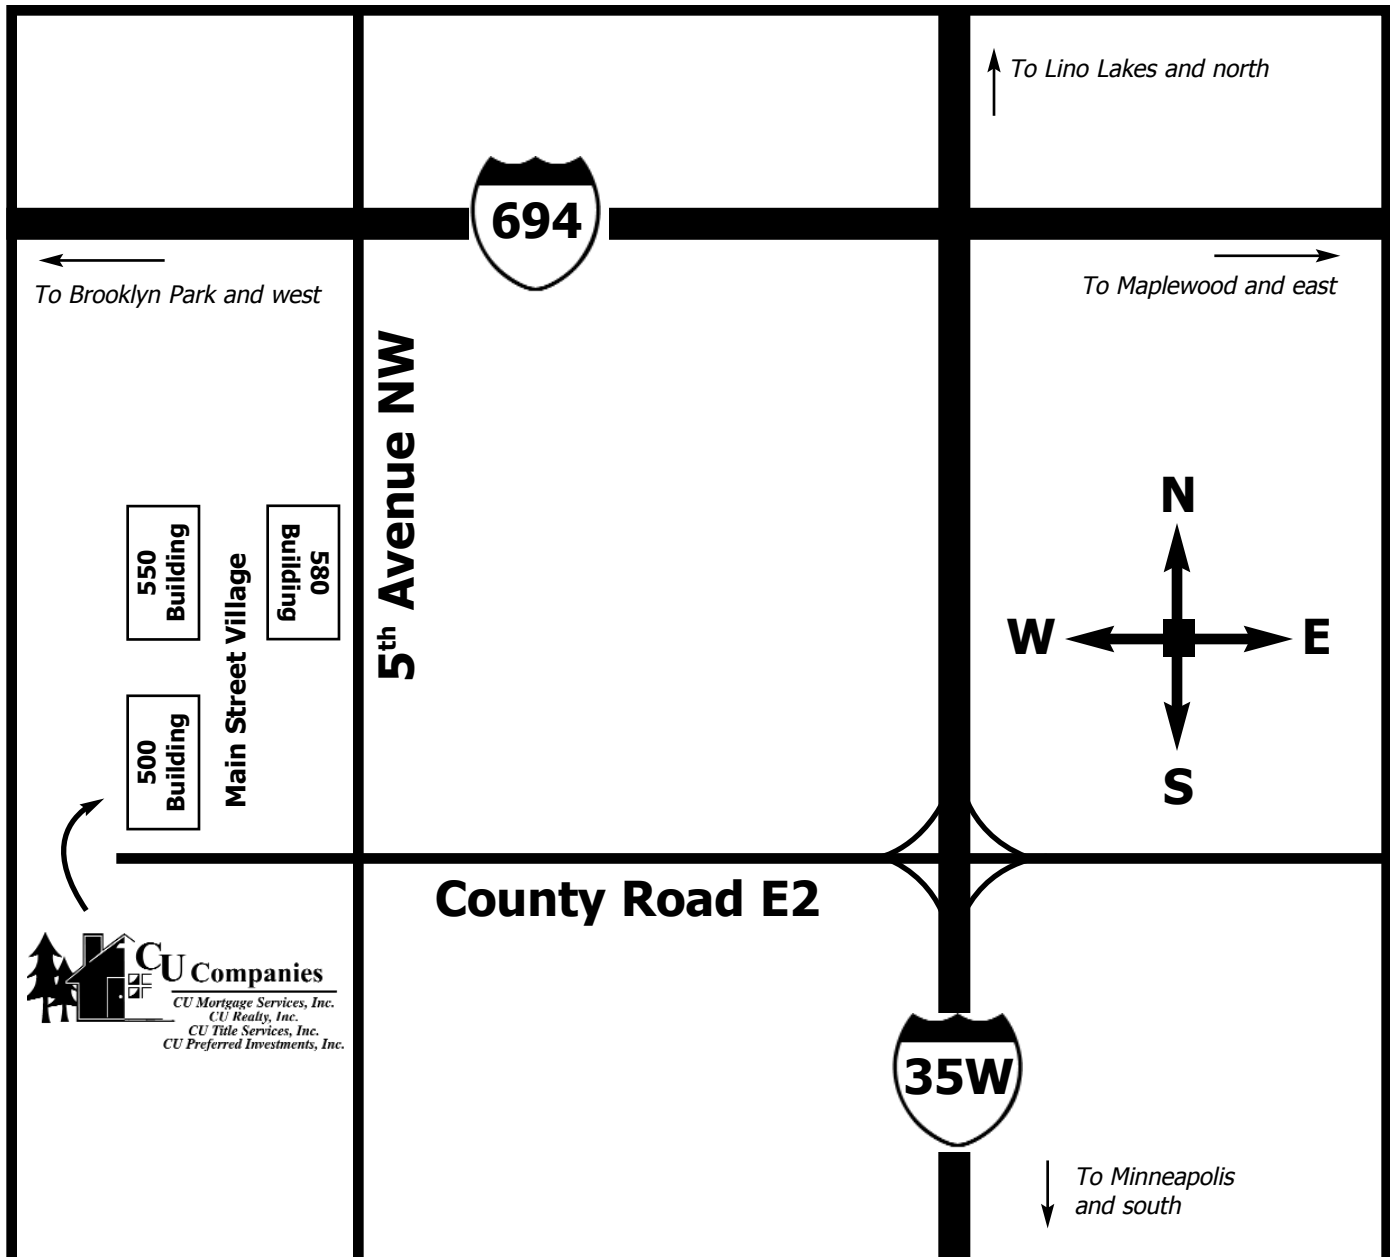 To Lino Lakes and north
694
To Brooklyn Park and west
To Maplewood and east
5th Avenue NW
550
Building
580
Building
Main Street Village
500
Building
N
W
E
S
County Road E2
CU Companies
CU Mortgage Services, Inc.
CU Realty, Inc.
CU Title Services, Inc.
CU Preferred Investments, Inc.
35W
To Minneapolis
and south